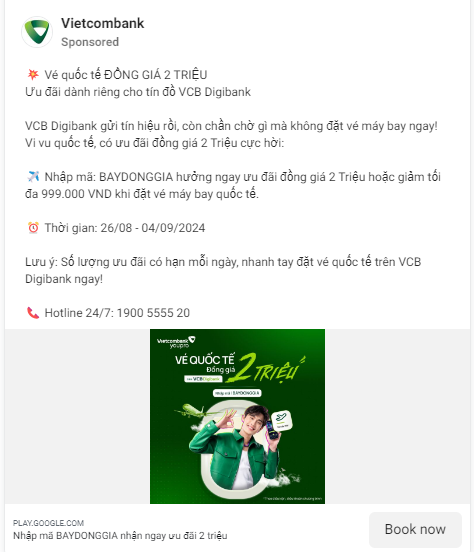 Vietcombank
Sponsored
💥 Vé quốc tế ĐỒNG GIÁ 2 TRIỆU
Ưu đãi dành riêng cho tín đồ VCB Digibank
VCB Digibank gửi tín hiệu rồi, còn chần chờ gì mà không đặt vé máy bay ngay!
Vi vu quốc tế, có ưu đãi đồng giá 2 Triệu cực hời:
✈️ Nhập mã: BAYDONGGIA hưởng ngay ưu đãi đồng giá 2 Triệu hoặc giảm tối
đa 999.000 VND khi đặt vé máy bay quốc tế.
⏰ Thời gian: 26/08 - 04/09/2024
Lưu ý: Số lượng ưu đãi có hạn mỗi ngày, nhanh tay đặt vé quốc tế trên VCB
Digibank ngay!
📞 Hotline 24/7: 1900 5555 20
Vietcombank
youpro
VÉ QUỐC TẾ
Đồng giá
2 TRIỆU
VCB Digibank
Nhập mã: BAYDONGGIA
PLAY.GOOGLE.COM
Nhập mã BAYDONGGIA nhận ngay ưu đãi 2 triệu
Book now